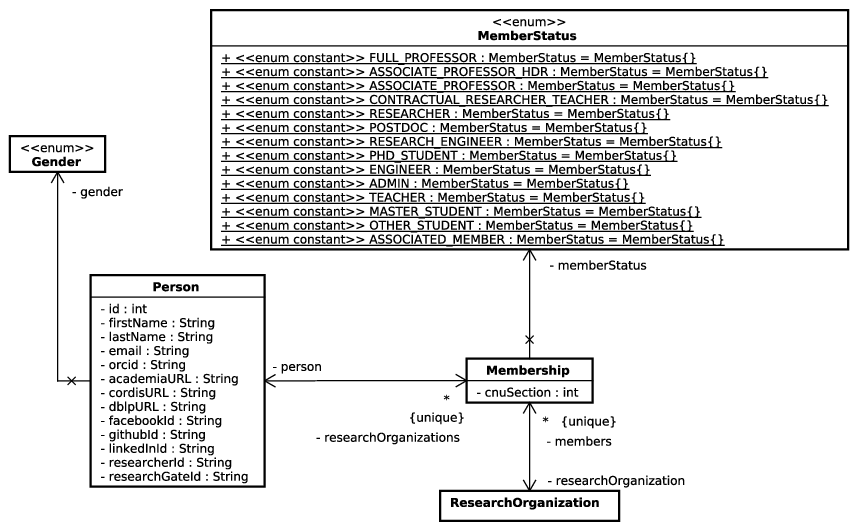 <<enum>>
MemberStatus
+ <<enum constant>> FULL_PROFESSOR : MemberStatus = MemberStatus{}
+ <<enum constant>> ASSOCIATE_PROFESSOR_HDR : MemberStatus = MemberStatus{}
+ <<enum constant>> ASSOCIATE_PROFESSOR : MemberStatus = MemberStatus{}
+ <<enum constant>> CONTRACTUAL_RESEARCHER_TEACHER : MemberStatus = MemberStatus{}
+ <<enum constant>> RESEARCHER : MemberStatus = MemberStatus{}
+ <<enum constant>> POSTDOC : MemberStatus = MemberStatus{}
+ <<enum constant>> RESEARCH_ENGINEER : MemberStatus = MemberStatus{}
+ <<enum constant>> PHD_STUDENT : MemberStatus = MemberStatus{}
+ <<enum constant>> ENGINEER : MemberStatus = MemberStatus{}
+ <<enum constant>> ADMIN : MemberStatus = MemberStatus{}
+ <<enum constant>> TEACHER : MemberStatus = MemberStatus{}
+ <<enum constant>> MASTER_STUDENT : MemberStatus = MemberStatus{}
+ <<enum constant>> OTHER_STUDENT : MemberStatus = MemberStatus{}
+ <<enum constant>> ASSOCIATED_MEMBER : MemberStatus = MemberStatus{}
<<enum>>
Gender
- gender
- memberStatus
Person
- id : int
- firstName : String
- lastName : String
- email : String
- orcid : String
- academiaURL : String
- cordisURL : String
- dblpURL : String
- facebookId : String
- githubId : String
- linkedInId : String
- researcherId : String
- researchGateId : String
- person
*
{unique}
- researchOrganizations
Membership
- cnuSection : int
* {unique}
- members
- researchOrganization
ResearchOrganization